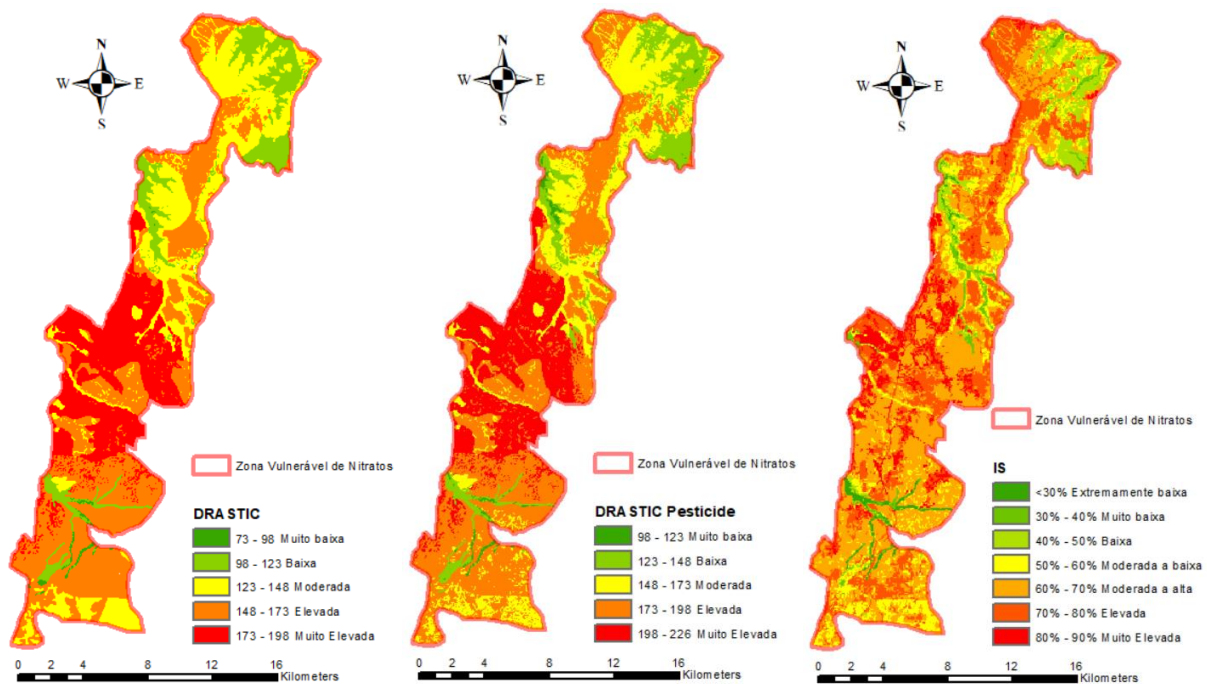 N
W E
S
Zona Vulnerável de Nitratos
DRASTIC
73 - 98 Muito baixa
98 - 123 Baixa
123 - 148 Moderada
148 - 173 Elevada
173 - 198 Muito Elevada
0 2 4 8 12 16
Kilometers
N
W E
S
Zona Vulnerável de Nitratos
DRASTIC Pesticide
98 - 123 Muito baixa
123 - 148 Baixa
148 - 173 Moderada
173 - 198 Elevada
198 - 226 Muito Elevada
0 2 4 8 12 16
Kilometers
N
W E
S
Zona Vulnerável de Nitratos
IS
<30% Extremamente baixa
30% - 40% Muito baixa
40% - 50% Baixa
50% - 60% Moderada a baixa
60% - 70% Moderada a alta
70% - 80% Elevada
80% - 90% Muito Elevada
0 2 4 8 12 16
Kilometers